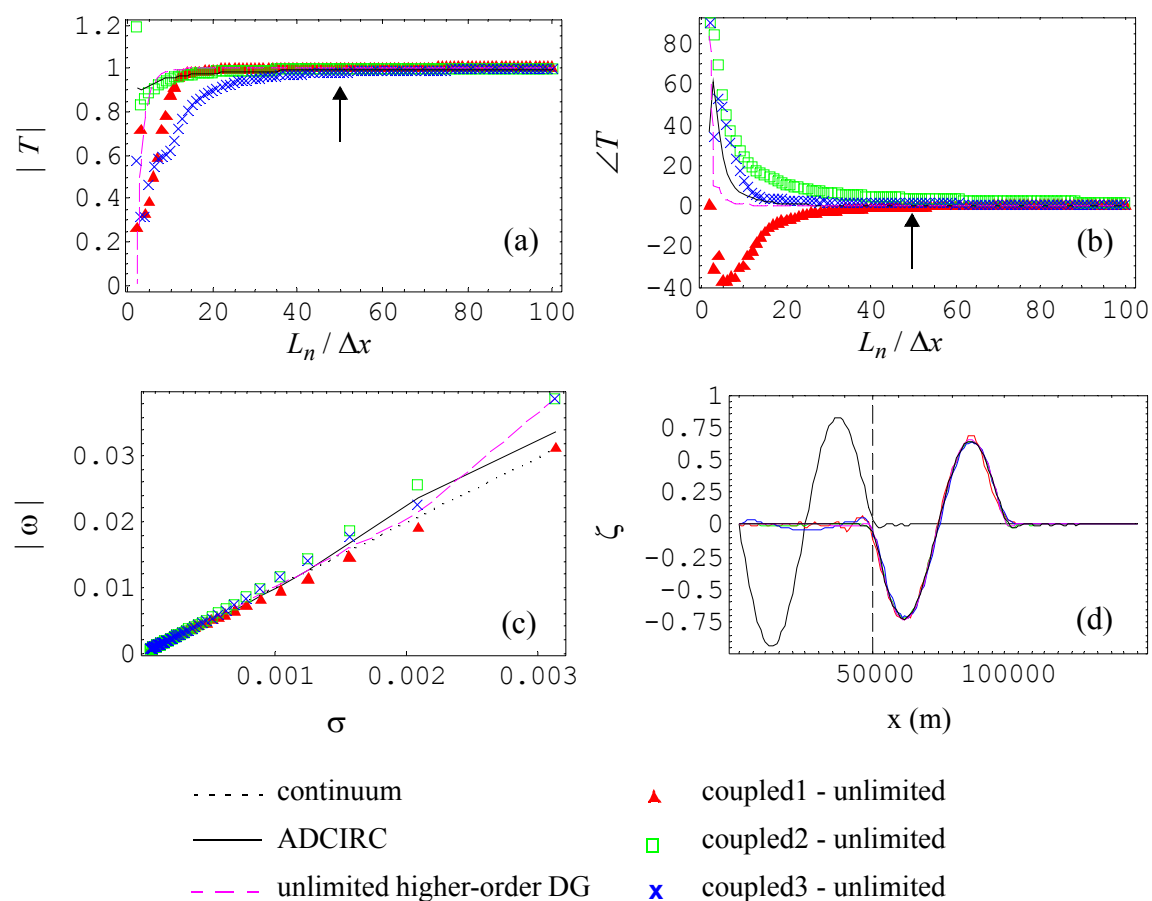 1.2
1
0.8
0.6
0.4
0.2
0
| T |
(a)
0 20 40 60 80 100
L_n / Δx
80
60
40
20
0
-20
-40
∠T
(b)
0 20 40 60 80 100
L_n / Δx
0.03
0.02
0.01
0
| ω |
(c)
0.001 0.002 0.003
σ
1
0.75
0.5
0.25
0
-0.25
-0.5
-0.75
ζ
(d)
50000 100000
x (m)
continuum
ADCIRC
unlimited higher-order DG
coupled1 - unlimited
coupled2 - unlimited
coupled3 - unlimited